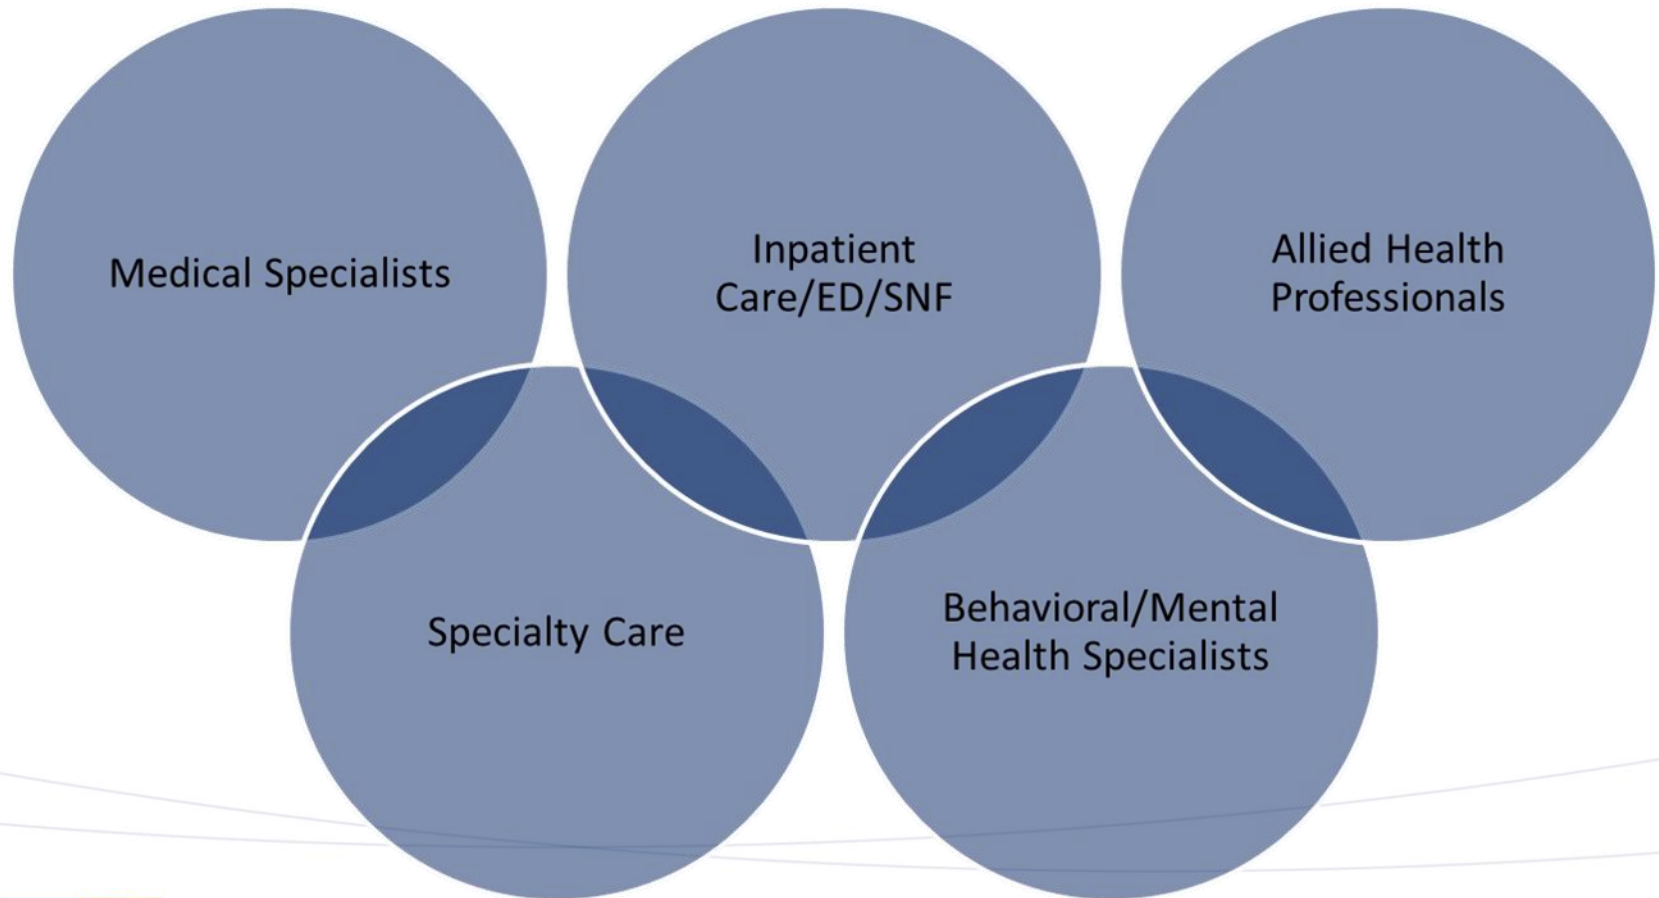 Medical Specialists
Inpatient
Care/ED/SNF
Allied Health
Professionals
Specialty Care
Behavioral/Mental
Health Specialists